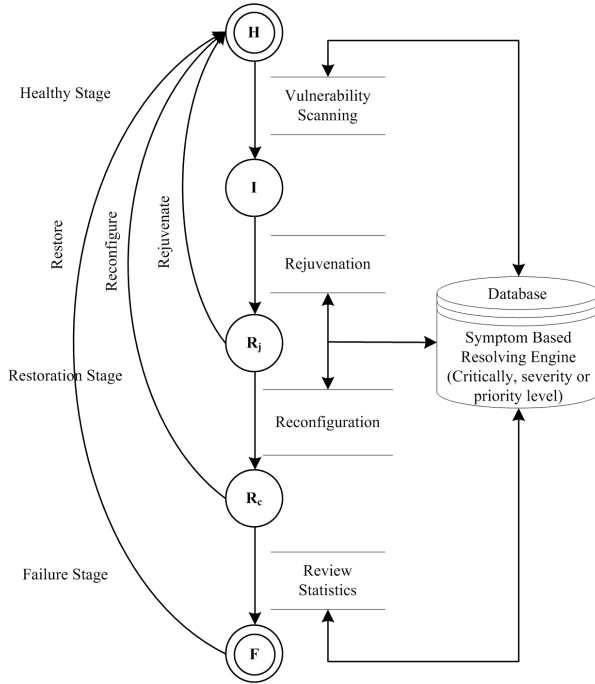 H
Healthy Stage
Vulnerability
Scanning
I
Restore
Reconfigure
Rejuvenate
Rejuvenation
Database
Symptom Based
Resolving Engine
(Critically, severity or
priority level)
Rj
Restoration Stage
Reconfiguration
Rc
Failure Stage
Review
Statistics
F